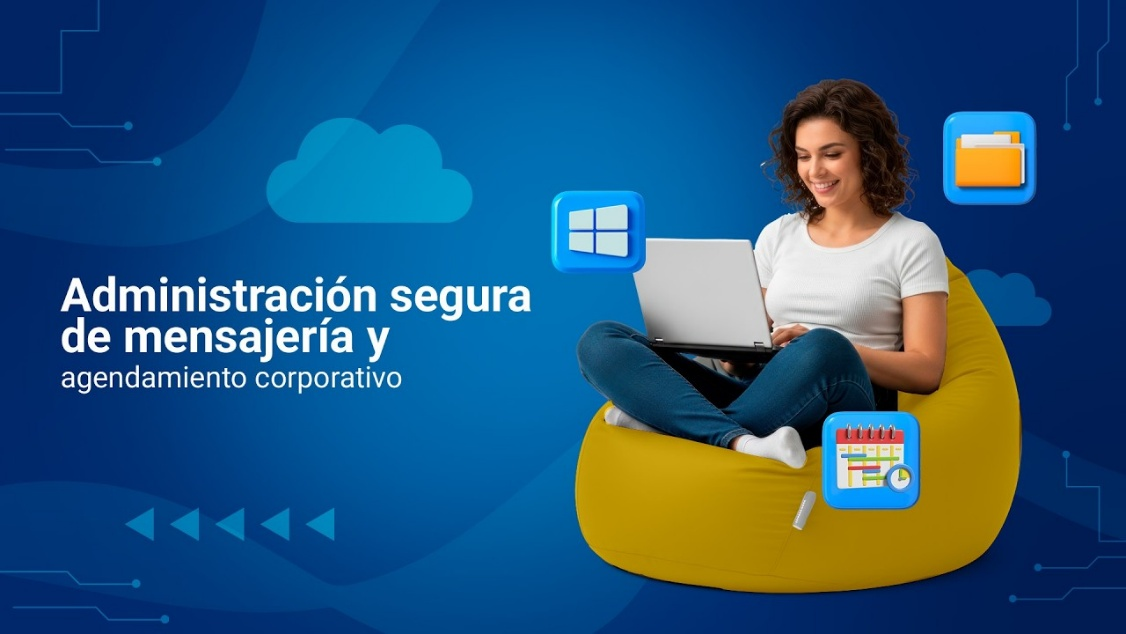 Administración segura
de mensajería y
agendamiento corporativo